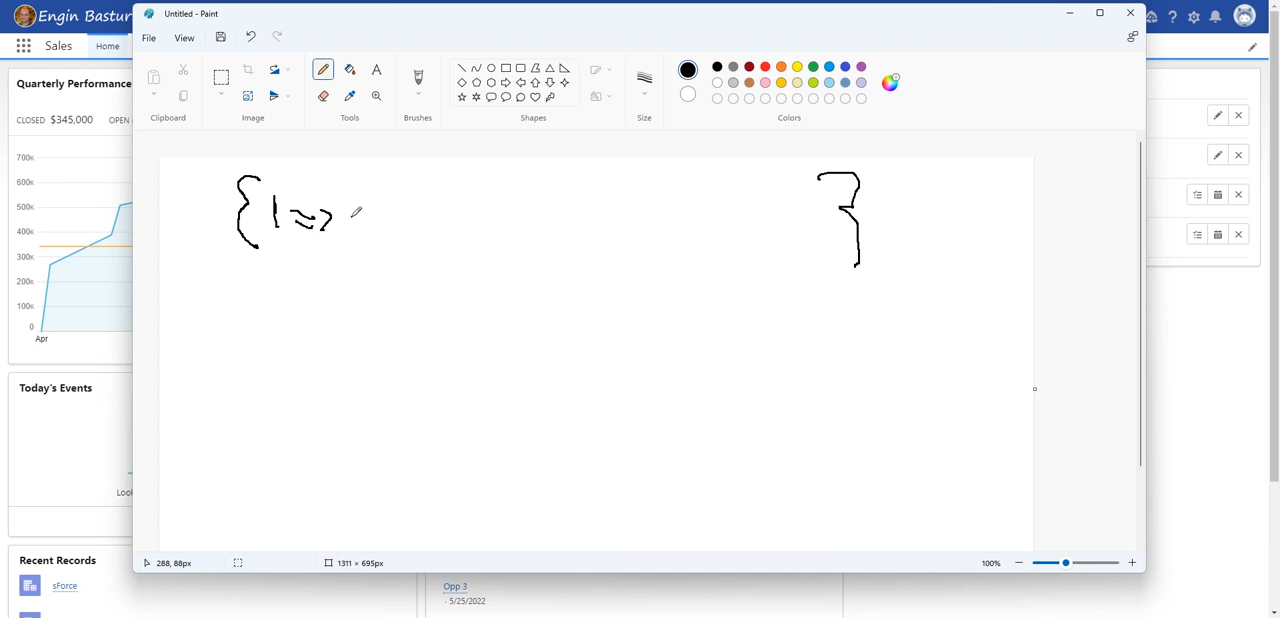 Engin Bastur
Untitled - Paint
File
View
Sales
Home
Clipboard
Image
Tools
Brushes
Shapes
Size
Colors
Quarterly Performance
CLOSED $345,000 OPEN
700K
600K
500K
400K
300K
200K
100K
0
Apr
{ 1 => }
Today's Events
Look
288, 88px
1311 × 695px
100%
Recent Records
sForce
Opp 3
- 5/25/2022